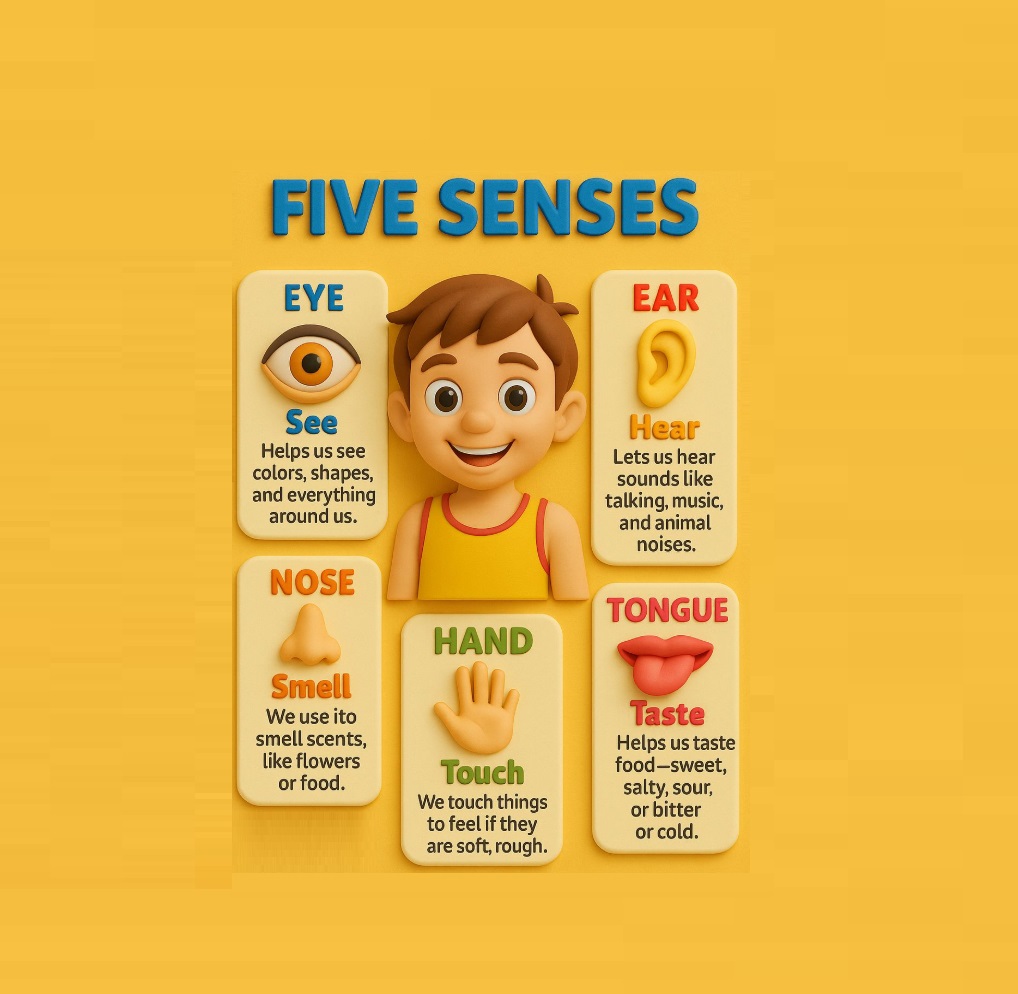 FIVE SENSES
EYE
See
Helps us see
colors, shapes,
and everything
around us.
EAR
Hear
Lets us hear
sounds like
talking, music,
and animal
noises.
NOSE
Smell
We use ito
smell scents,
like flowers
or food.
HAND
Touch
We touch things
to feel if they
are soft, rough.
TONGUE
Taste
Helps us taste
food—sweet,
salty, sour,
or bitter
or cold.